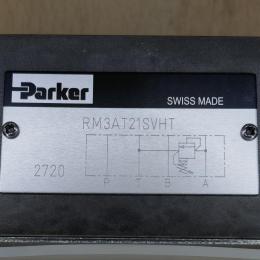 Parker
SWISS MADE
RM3AT21SVHT
2720
P T B A